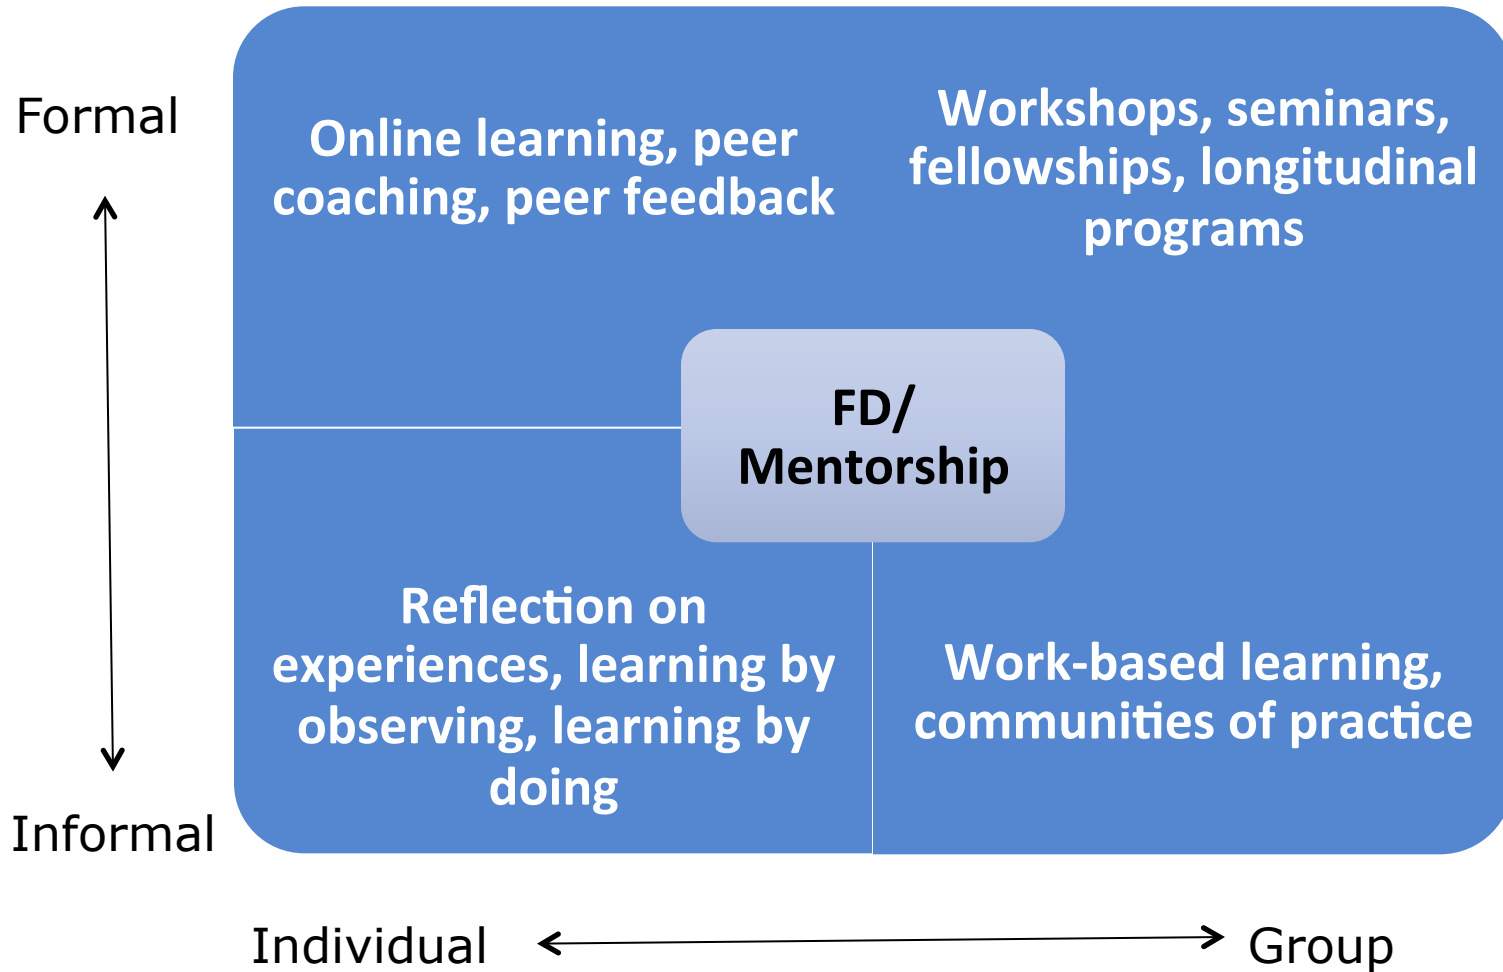 Formal
Online learning, peer
coaching, peer feedback
Workshops, seminars,
fellowships, longitudinal
programs
FD/
Mentorship
Reflection on
experiences, learning by
observing, learning by
doing
Work-based learning,
communities of practice
Informal
Individual
Group